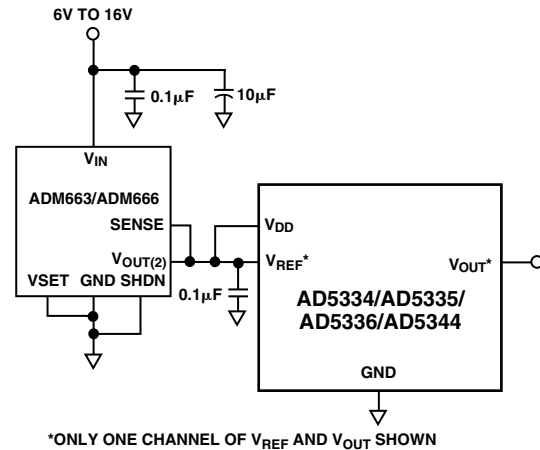 6V TO 16V
0.1µF
10µF
VIN
ADM663/ADM666
SENSE
VOUT(2)
VSET GND SHDN
0.1µF
VDD
VREF*
VOUT*
AD5334/AD5335/
AD5336/AD5344
GND
*ONLY ONE CHANNEL OF VREF AND VOUT SHOWN